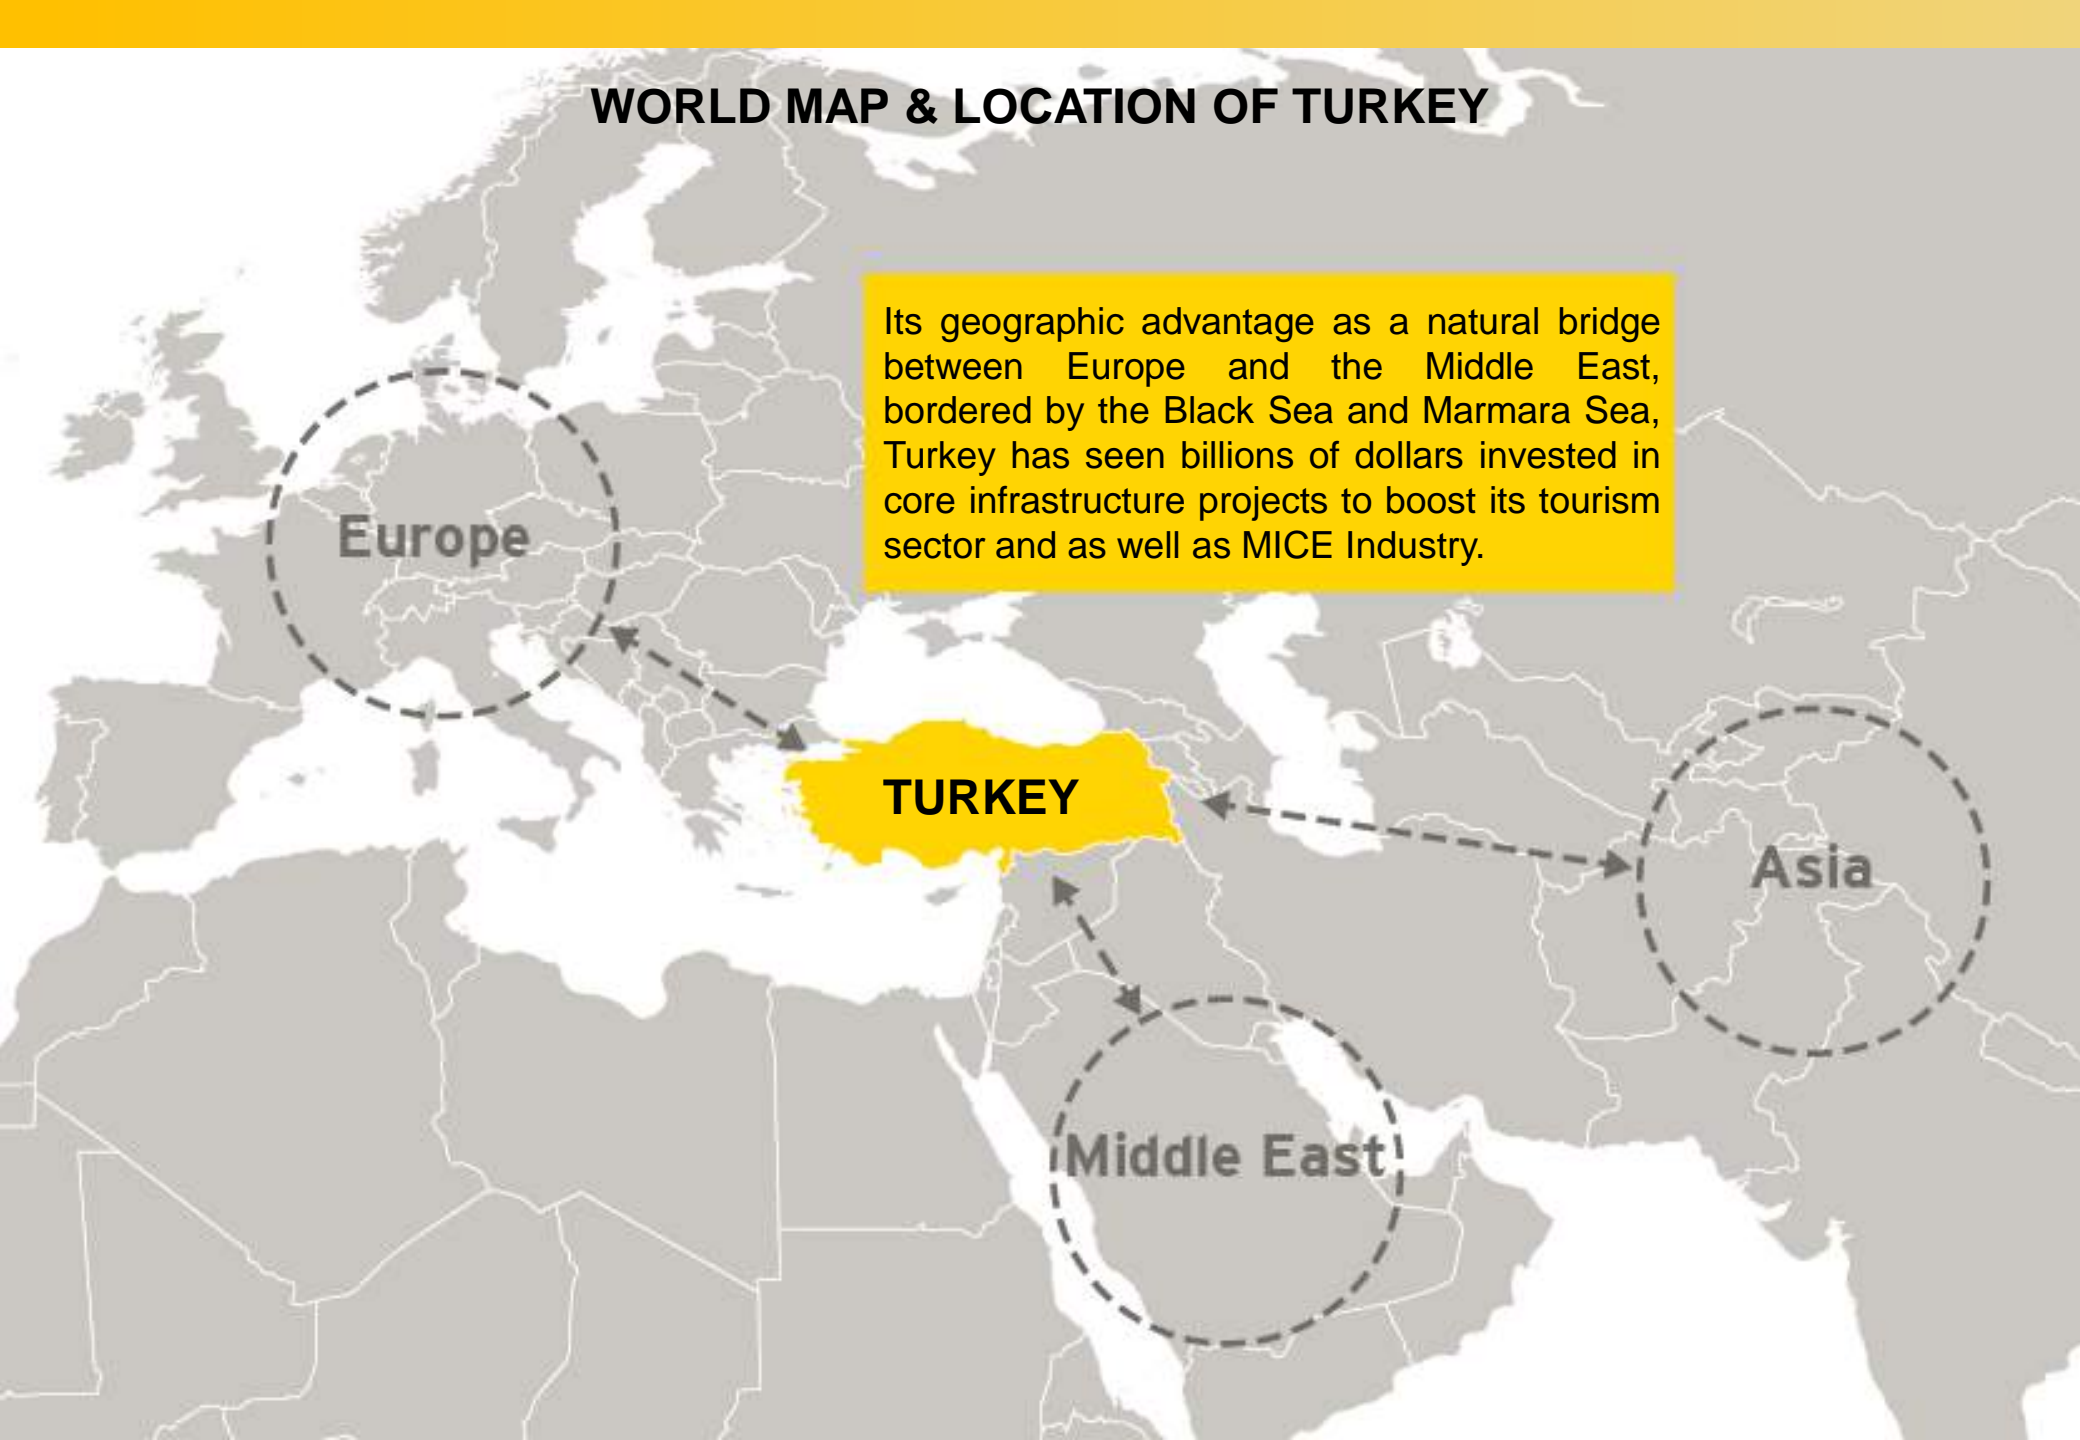 WORLD MAP & LOCATION OF TURKEY
Its geographic advantage as a natural bridge
between Europe and the Middle East,
bordered by the Black Sea and Marmara Sea,
Turkey has seen billions of dollars invested in
core infrastructure projects to boost its tourism
sector and as well as MICE Industry.
Europe
TURKEY
Asia
Middle East